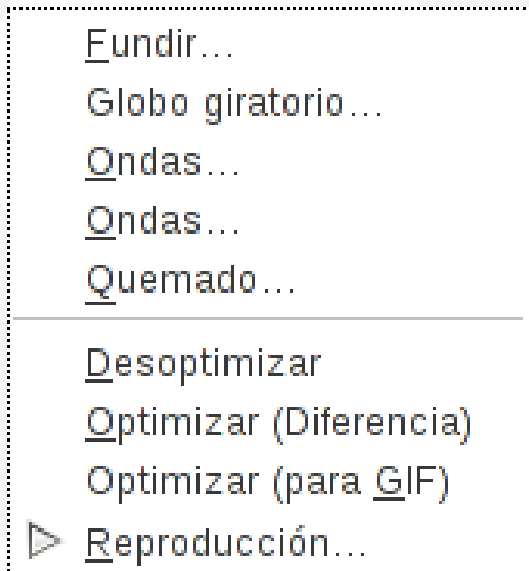 Fundir...
Globo giratorio...
Ondas...
Ondas...
Quemado...
Desoptimizar
Optimizar (Diferencia)
Optimizar (para GIF)
Reproducción...